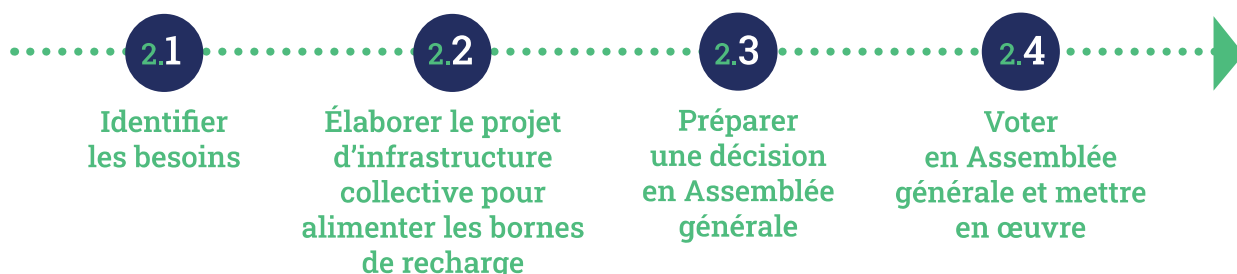 2.1
Identifier
les besoins
2.2
Élaborer le projet
d'infrastructure
collective pour
alimenter les bornes
de recharge
2.3
Préparer
une décision
en Assemblée
générale
2.4
Voter
en Assemblée
générale et mettre
en œuvre